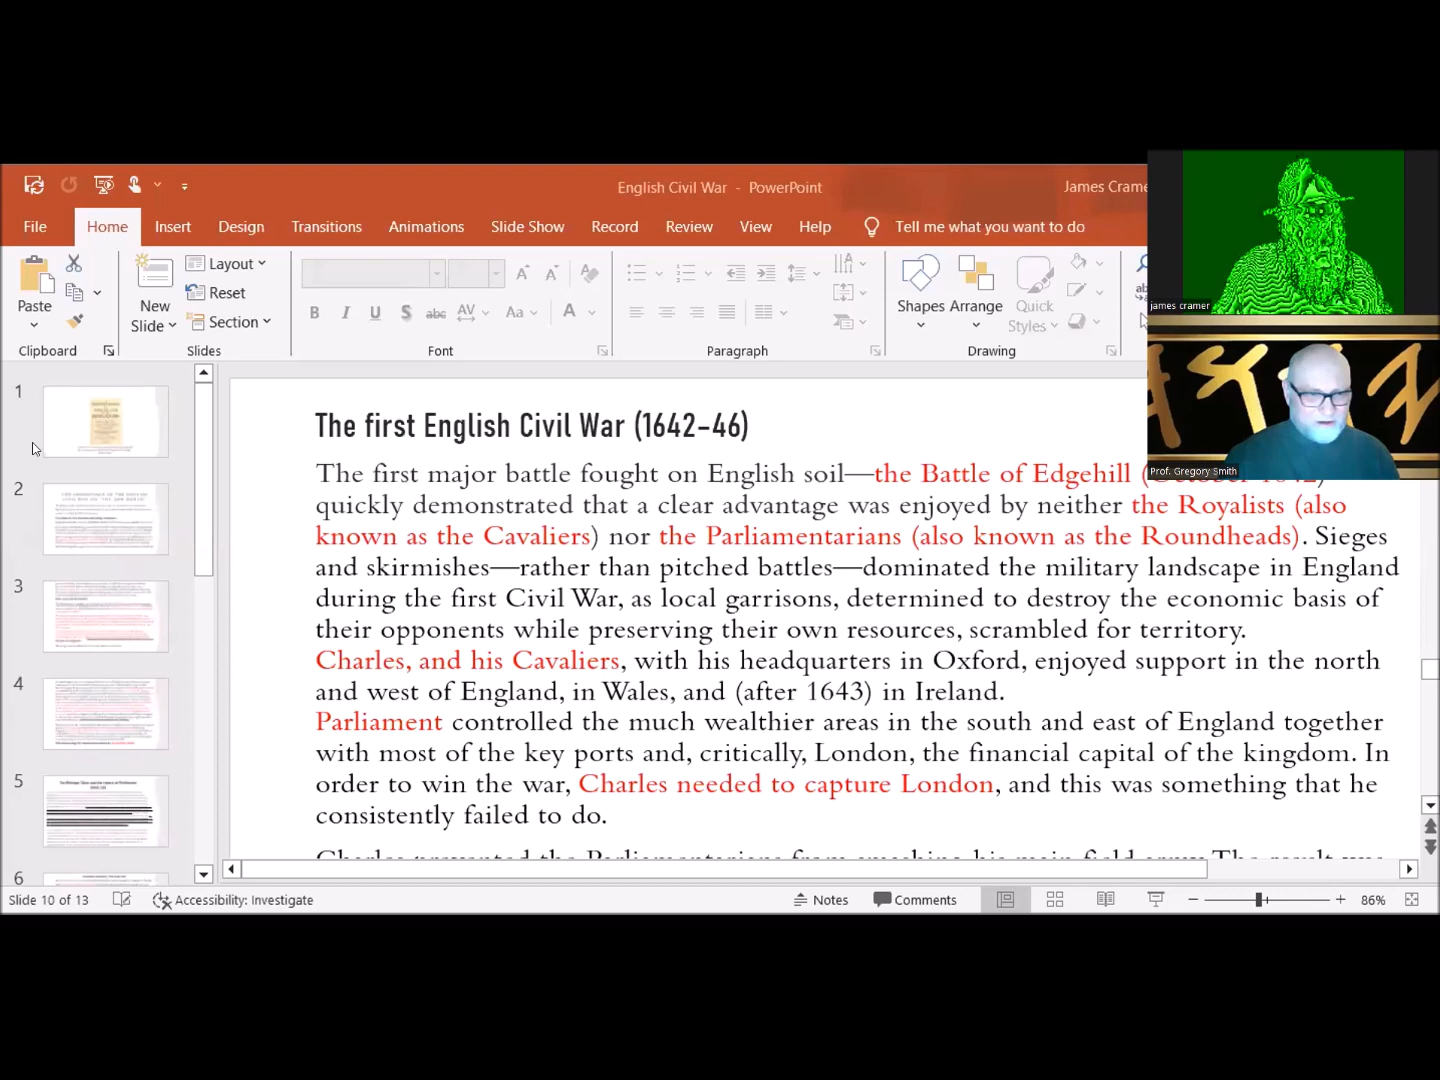 English Civil War - PowerPoint
James Crame
File Home Insert Design Transitions Animations Slide Show Record Review View Help Tell me what you want to do
Paste
Clipboard
New
Slide
Layout
Reset
Section
Slides
B I U S abc AV Aa A
Font
Paragraph
Shapes
Arrange
Quick
Styles
Drawing
james cramer
Prof. Gregory Smith
1
2
3
4
5
6
The first English Civil War (1642–46)
The first major battle fought on English soil—the Battle of Edgehill (October 1642)
quickly demonstrated that a clear advantage was enjoyed by neither the Royalists (also
known as the Cavaliers) nor the Parliamentarians (also known as the Roundheads). Sieges
and skirmishes—rather than pitched battles—dominated the military landscape in England
during the first Civil War, as local garrisons, determined to destroy the economic basis of
their opponents while preserving their own resources, scrambled for territory.
Charles, and his Cavaliers, with his headquarters in Oxford, enjoyed support in the north
and west of England, in Wales, and (after 1643) in Ireland.
Parliament controlled the much wealthier areas in the south and east of England together
with most of the key ports and, critically, London, the financial capital of the kingdom. In
order to win the war, Charles needed to capture London, and this was something that he
consistently failed to do.
Slide 10 of 13
Accessibility: Investigate
Notes
Comments
86%